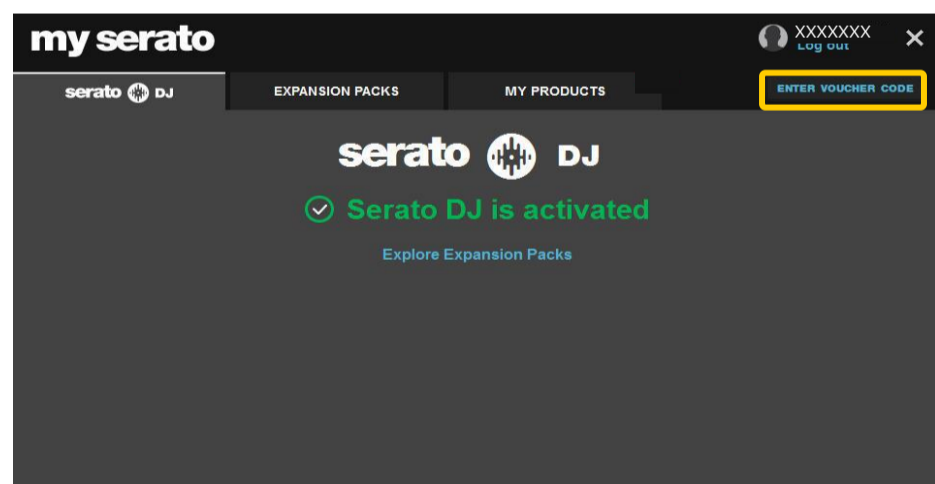 my serato
XXXXXXX
Log out
serato DJ
EXPANSION PACKS
MY PRODUCTS
ENTER VOUCHER CODE
serato DJ
Serato DJ is activated
Explore Expansion Packs